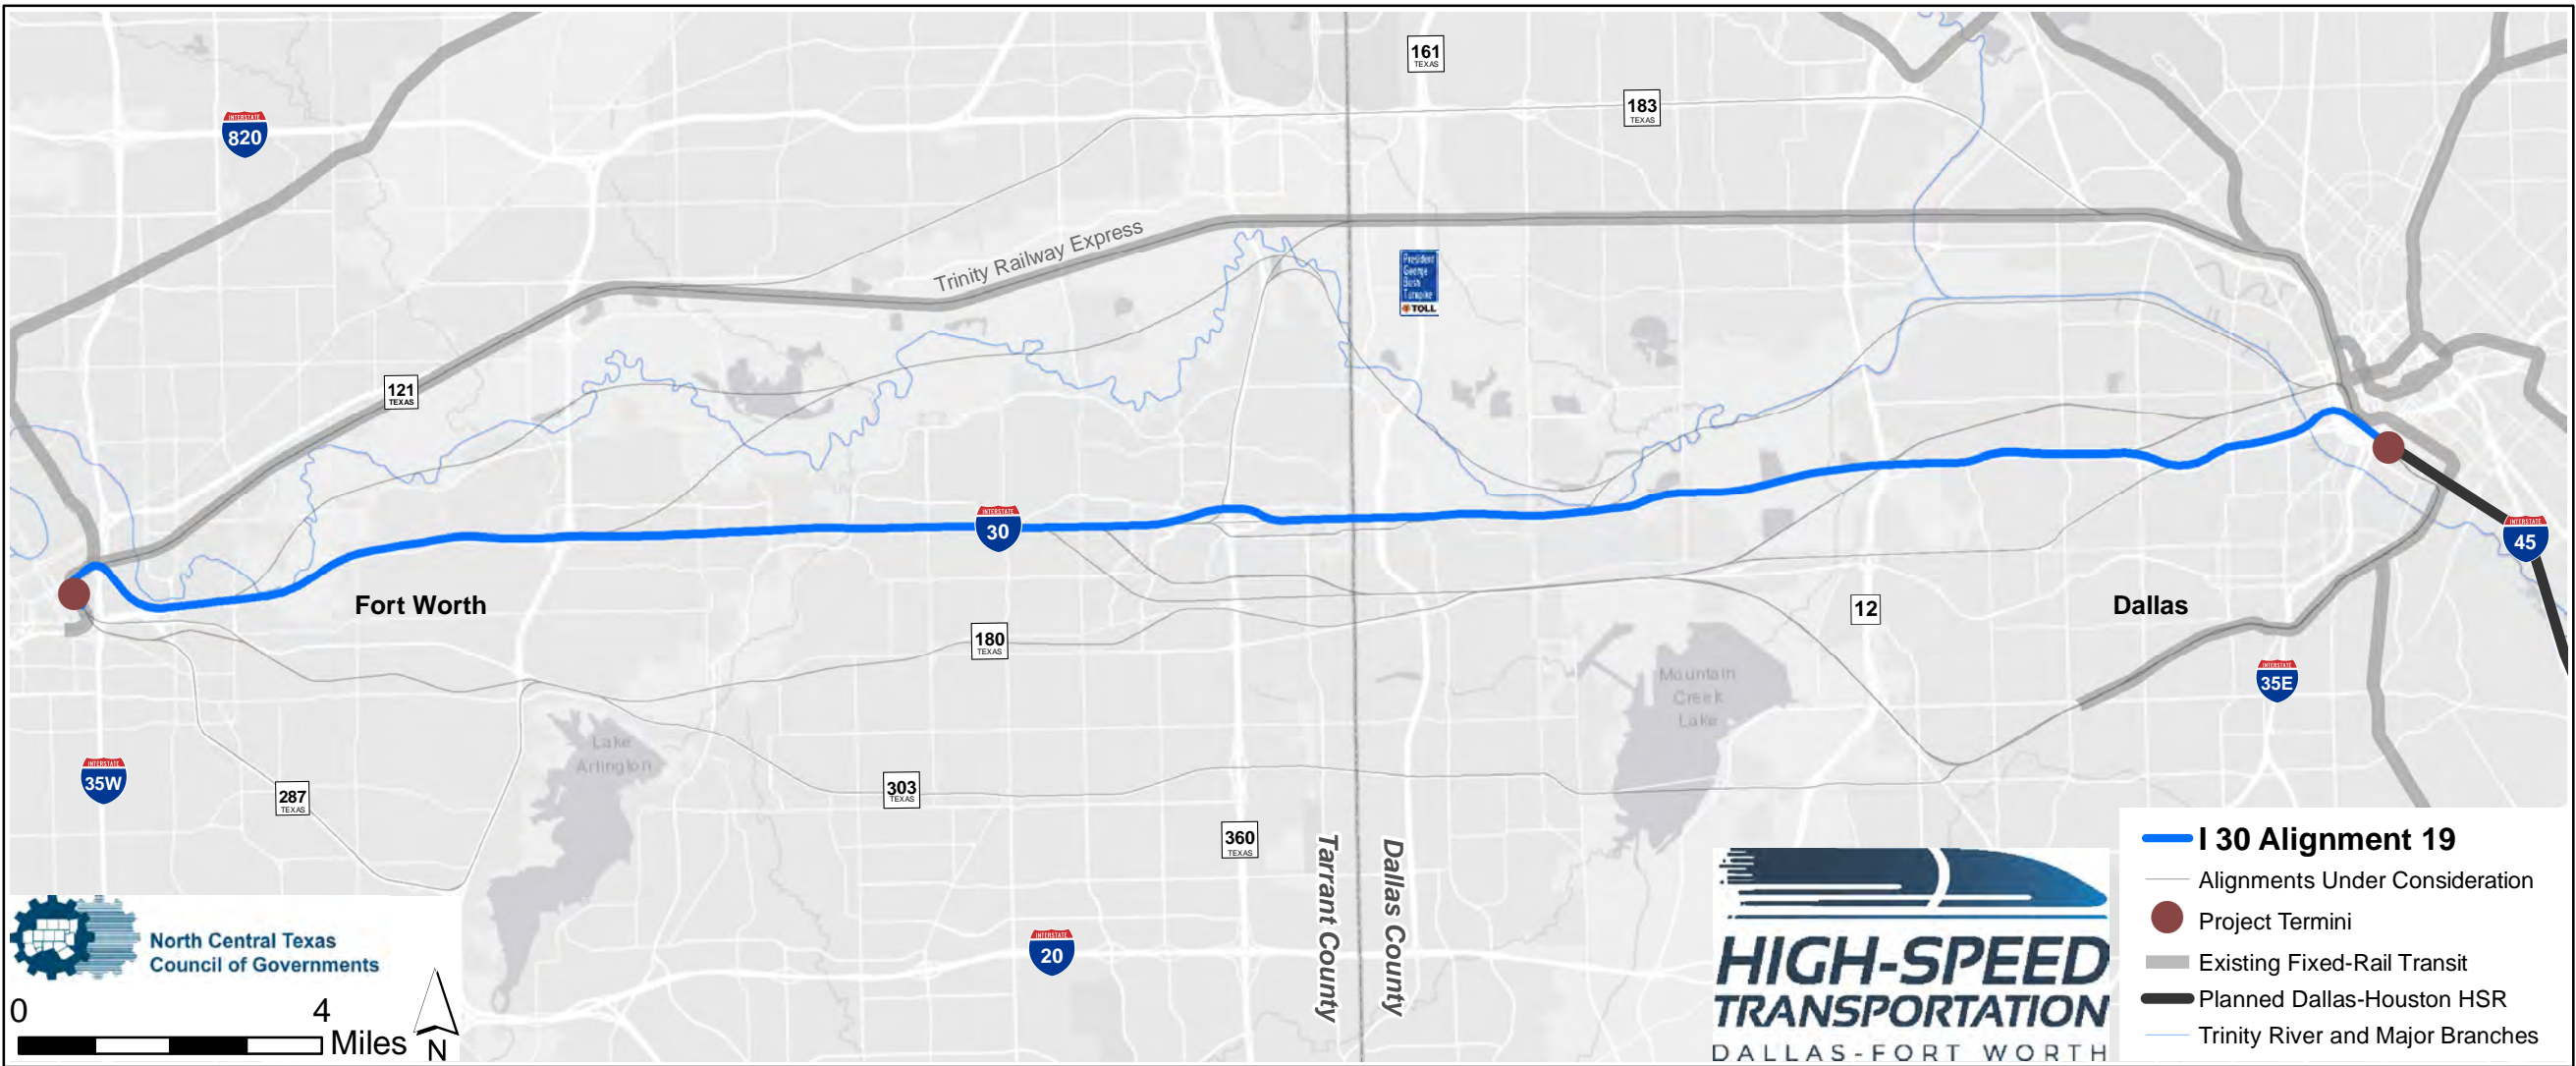 161
TEXAS
183
TEXAS
INTERSTATE
820
Trinity Railway Express
President
George
Bush
Turnpike
TOLL
121
TEXAS
INTERSTATE
30
INTERSTATE
45
Fort Worth
12
Dallas
180
TEXAS
Mountain
Creek
Lake
INTERSTATE
35E
Lake
Arlington
INTERSTATE
35W
287
TEXAS
303
TEXAS
360
TEXAS
Tarrant County
Dallas County
INTERSTATE
20
North Central Texas
Council of Governments
0 4
Miles
N
HIGH-SPEED
TRANSPORTATION
DALLAS-FORT WORTH
I 30 Alignment 19
Alignments Under Consideration
Project Termini
Existing Fixed-Rail Transit
Planned Dallas-Houston HSR
Trinity River and Major Branches